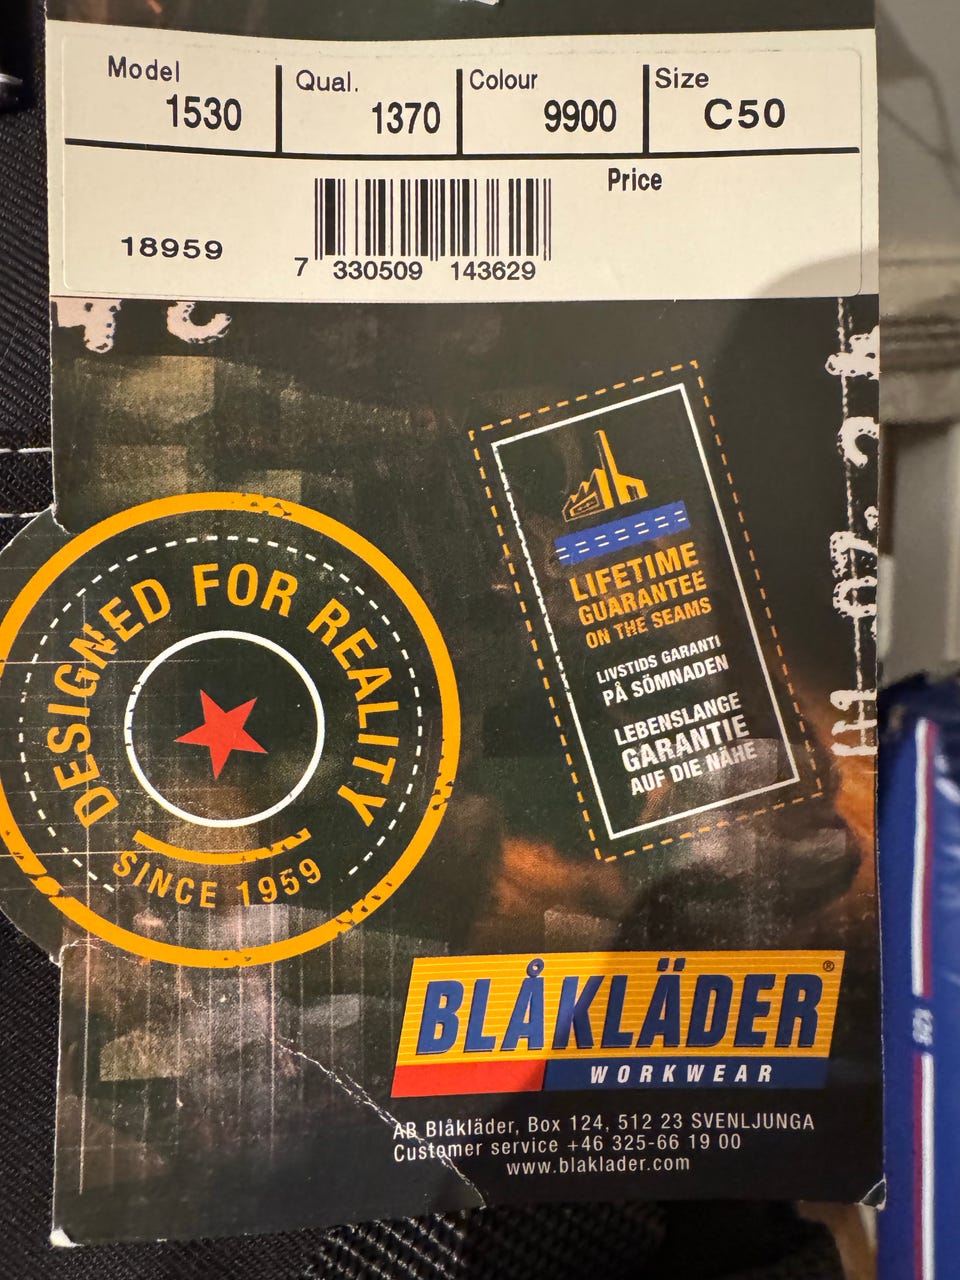 Model Qual. Colour Size
1530 1370 9900 C50
Price
18959
7 330509 143629
DESIGNED FOR REALITY
SINCE 1959
LIFETIME
GUARANTEE
ON THE SEAMS
LIVSTIDS GARANTI
PÅ SÖMNADEN
LEBENSLANGE
GARANTIE
AUF DIE NÄHE
BLÅKLÄDER®
WORKWEAR
AB Blåkläder, Box 124, 512 23 SVENLJUNGA
Customer service +46 325-66 19 00
www.blaklader.com